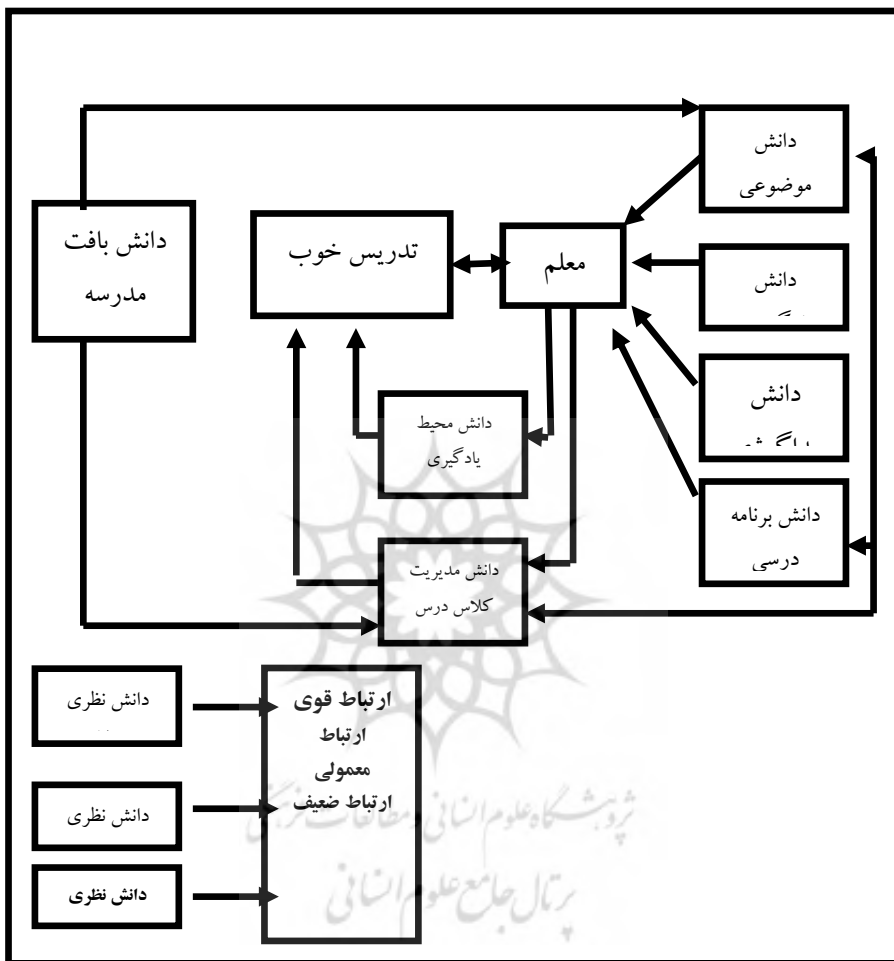 دانش
موضوعی
دانش بافت
مدرسه
تدریس خوب
معلم
دانش
دانش
دانش محیط
یادگیری
دانش برنامه
درسی
دانش مدیریت
کلاس درس
دانش نظری
ارتباط قوی
ارتباط
معمولی
ارتباط ضعیف
دانش نظری
دانش نظری
پژوهشگاه علوم انسانی و مطالعات فرهنگی
پرتال جامع علوم انسانی